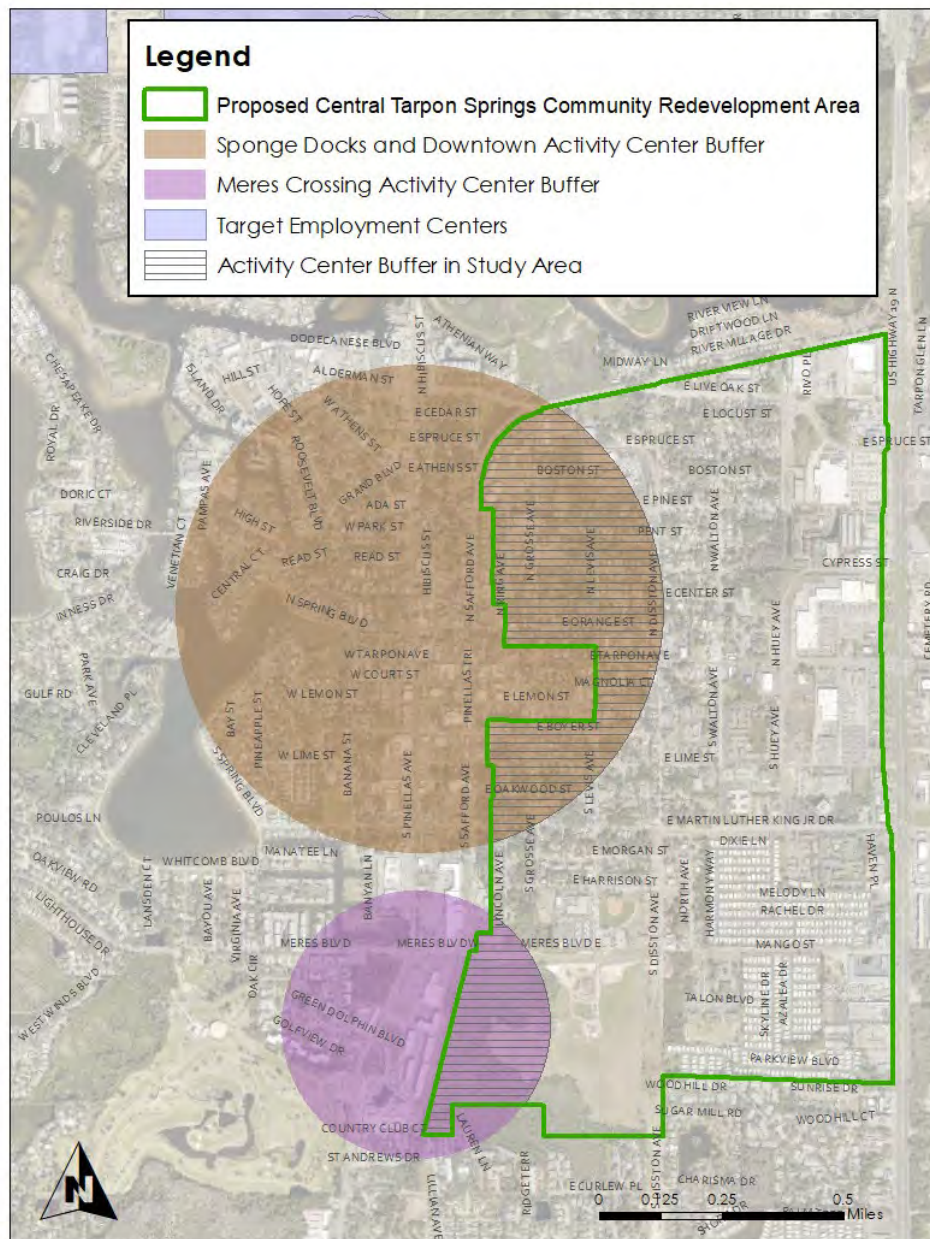 Legend
Proposed Central Tarpon Springs Community Redevelopment Area
Sponge Docks and Downtown Activity Center Buffer
Meres Crossing Activity Center Buffer
Target Employment Centers
Activity Center Buffer in Study Area
RIVER VIEW LN
DRIFTWOOD LN
RIVER VILLAGE DR
US HIGHWAY 19 N
TARPON GLEN LN
ATHENIAN WAY
N HIBISCUS ST
DODECANESE BLVD
MIDWAY LN
RIVO PL
CHESAPEAKE DR
ISLAND DR
HILL ST
ALDERMAN ST
HOPE ST
W ATHENS ST
E LIVE OAK ST
ROYAL DR
E CEDAR ST
E LOCUST ST
E SPRUCE ST
E SPRUCE ST
E SPRUCE ST
ROOSEVELT BLVD
GRAND BLVD
E ATHENS ST
BOSTON ST
BOSTON ST
PAMPAS AVE
DORIC CT
ADA ST
E PINE ST
RIVERSIDE DR
HIGH ST
W PARK ST
N GROSSE AVE
PENT ST
N WALTON AVE
VENETIAN CT
CENTRAL CT
READ ST
READ ST
HIBISCUS ST
N SAFFORD AVE
N RING AVE
N LEVIS AVE
N DISSTON AVE
CYPRESS ST
CRAIG DR
INNESS DR
N SPRING BLVD
E CENTER ST
N HUEY AVE
CEMETERY RD
E ORANGE ST
W TARPON AVE
E TARPON AVE
PARK AVE
W COURT ST
PINELLAS TRL
MAGNOLIA CT
GULF RD
CLEVELAND PL
W LEMON ST
E LEMON ST
BAY ST
PINEAPPLE ST
E BOYER ST
S WALTON AVE
S HUEY AVE
S SPRING BLVD
W LIME ST
BANANA ST
S PINELLAS AVE
S SAFFORD AVE
S LEVIS AVE
E LIME ST
E OAKWOOD ST
POULOS LN
E MARTIN LUTHER KING JR DR
DIXIE LN
MANATEE LN
S GROSSE AVE
E MORGAN ST
HAVEN PL
OAKVIEW RD
LANSDEN CT
WHITCOMB BLVD
BANYAN LN
LINCOLN AVE
E HARRISON ST
NORTH AVE
HARMONY WAY
MELODY LN
RACHEL DR
LIGHTHOUSE DR
BAYOU AVE
VIRGINIA AVE
OAK CIR
MERES BLVD
MERES BLVD W
MERES BLVD E
S DISSTON AVE
MANGO ST
WEST WINDS BLVD
GREEN DOLPHIN BLVD
TALON BLVD
SKYLINE DR
AZALEA DR
GOLFVIEW DR
PARKVIEW BLVD
WOOD HILL DR
SUNRISE DR
SUGAR MILL RD
WOOD HILL CT
COUNTRY CLUB CT
LAUREN LN
ST ANDREWS DR
LILLIAN AVE
RIDGE TERR
E CURLEW PL
S DISSTON AVE
CHARISMA DR
N
0 0.125 0.25 0.5
Miles